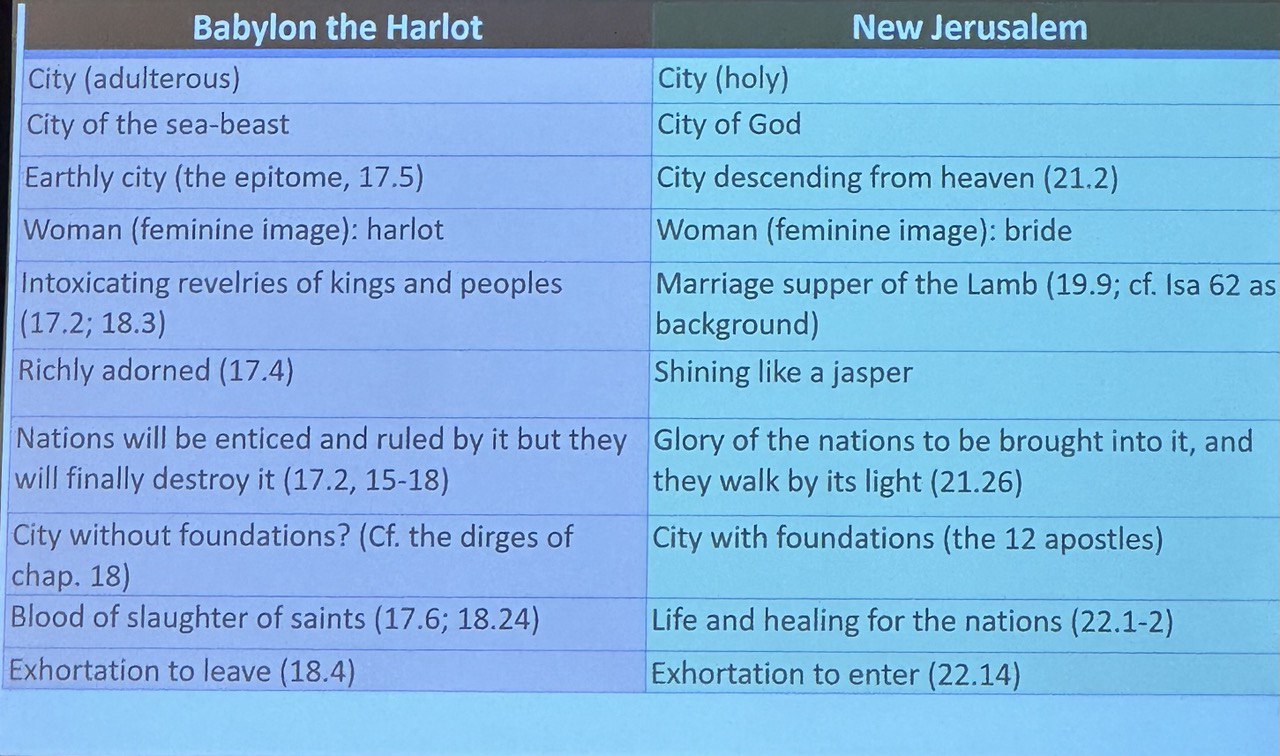 Babylon the Harlot
New Jerusalem
City (adulterous)
City (holy)
City of the sea-beast
City of God
Earthly city (the epitome, 17.5)
City descending from heaven (21.2)
Woman (feminine image): harlot
Woman (feminine image): bride
Intoxicating revelries of kings and peoples
(17.2; 18.3)
Marriage supper of the Lamb (19.9; cf. Isa 62 as
background)
Richly adorned (17.4)
Shining like a jasper
Nations will be enticed and ruled by it but they
will finally destroy it (17.2, 15-18)
Glory of the nations to be brought into it, and
they walk by its light (21.26)
City without foundations? (Cf. the dirges of
chap. 18)
City with foundations (the 12 apostles)
Blood of slaughter of saints (17.6; 18.24)
Life and healing for the nations (22.1-2)
Exhortation to leave (18.4)
Exhortation to enter (22.14)